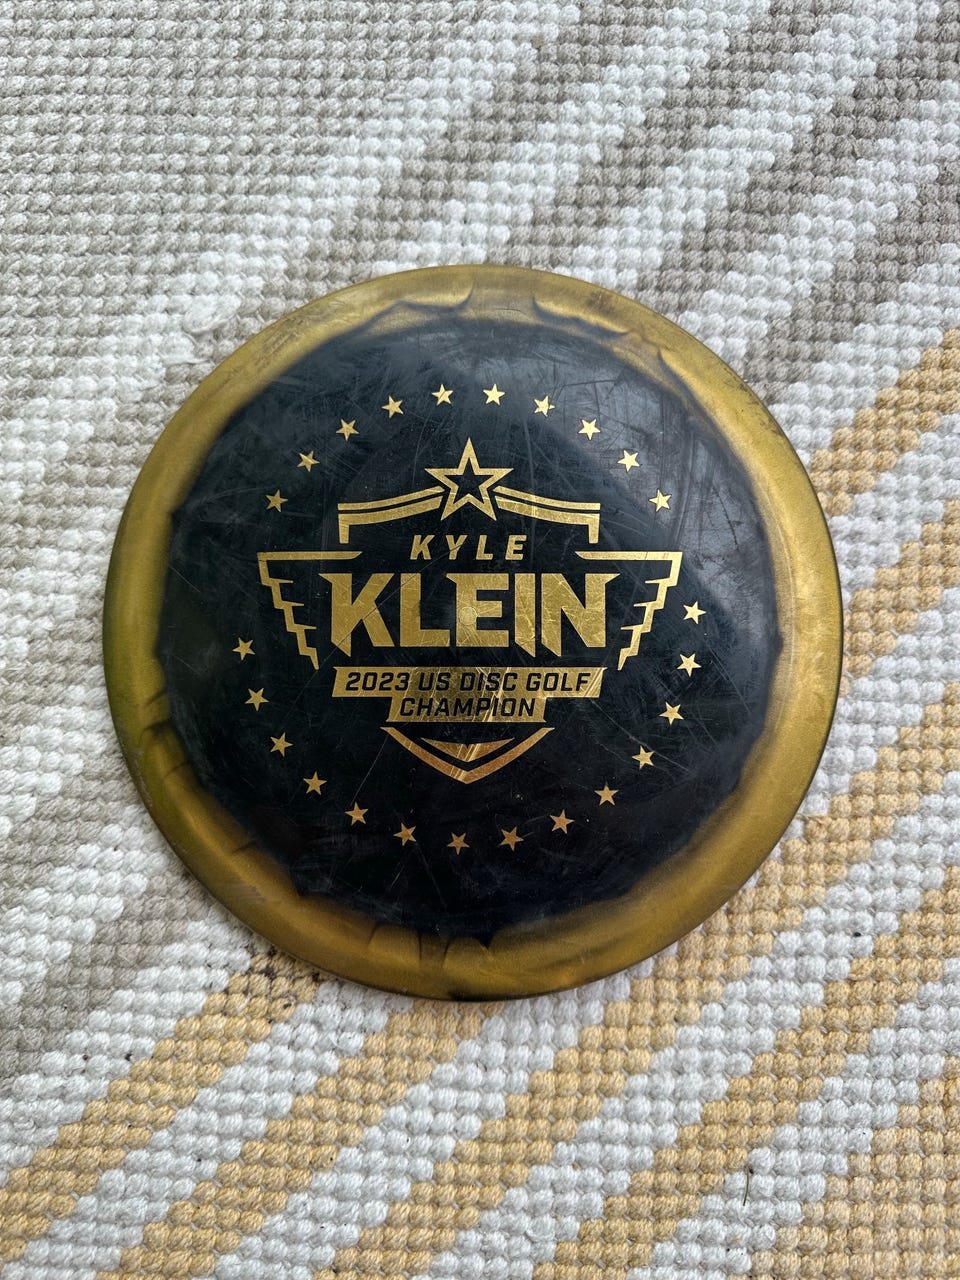 KYLE
KLEIN
2023 US DISC GOLF
CHAMPION